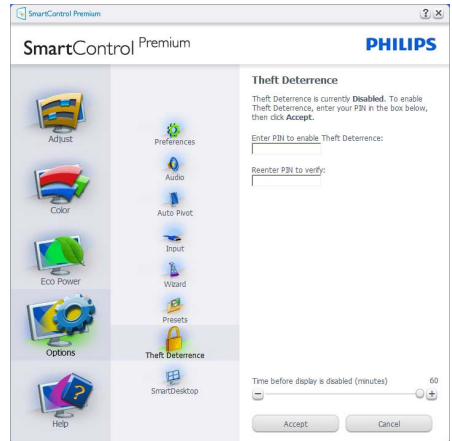 SmartControl Premium
SmartControl Premium
PHILIPS
Adjust
Color
Eco Power
Options
Help
Preferences
Audio
Auto Pivot
Input
Wizard
Presets
Theft Deterrence
SmartDesktop
Theft Deterrence
Theft Deterrence is currently Disabled. To enable
Theft Deterrence, enter your PIN in the box below,
then click Accept.
Enter PIN to enable Theft Deterrence:
Reenter PIN to verify:
Time before display is disabled (minutes) 60
Accept Cancel